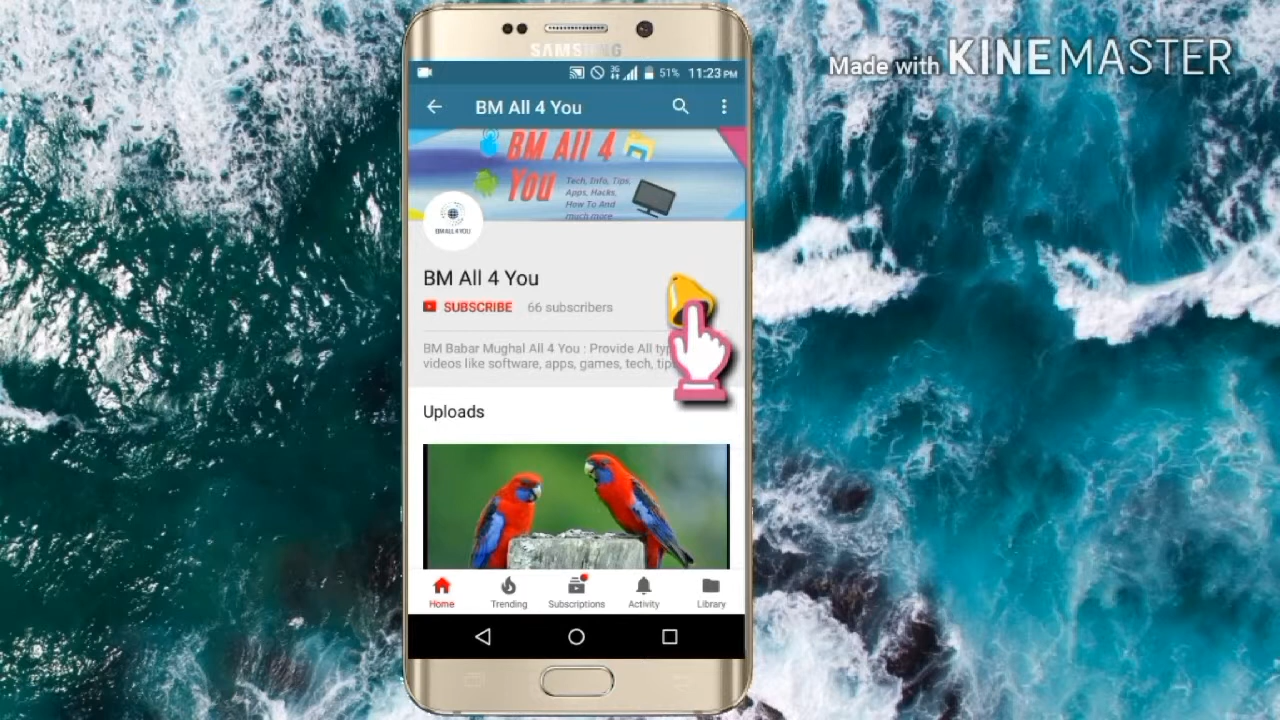 Made with KINEMASTER
SAMSUNG
3G 51% 11:23 PM
BM All 4 You
BM All 4
You
Tech, Info, Tips,
Apps, Hacks,
How To And
much more
BM ALL 4 YOU
BM All 4 You
SUBSCRIBE 66 subscribers
BM Babar Mughal All 4 You : Provide All
videos like software, apps, games, tech,
Uploads
Home Trending Subscriptions Activity Library